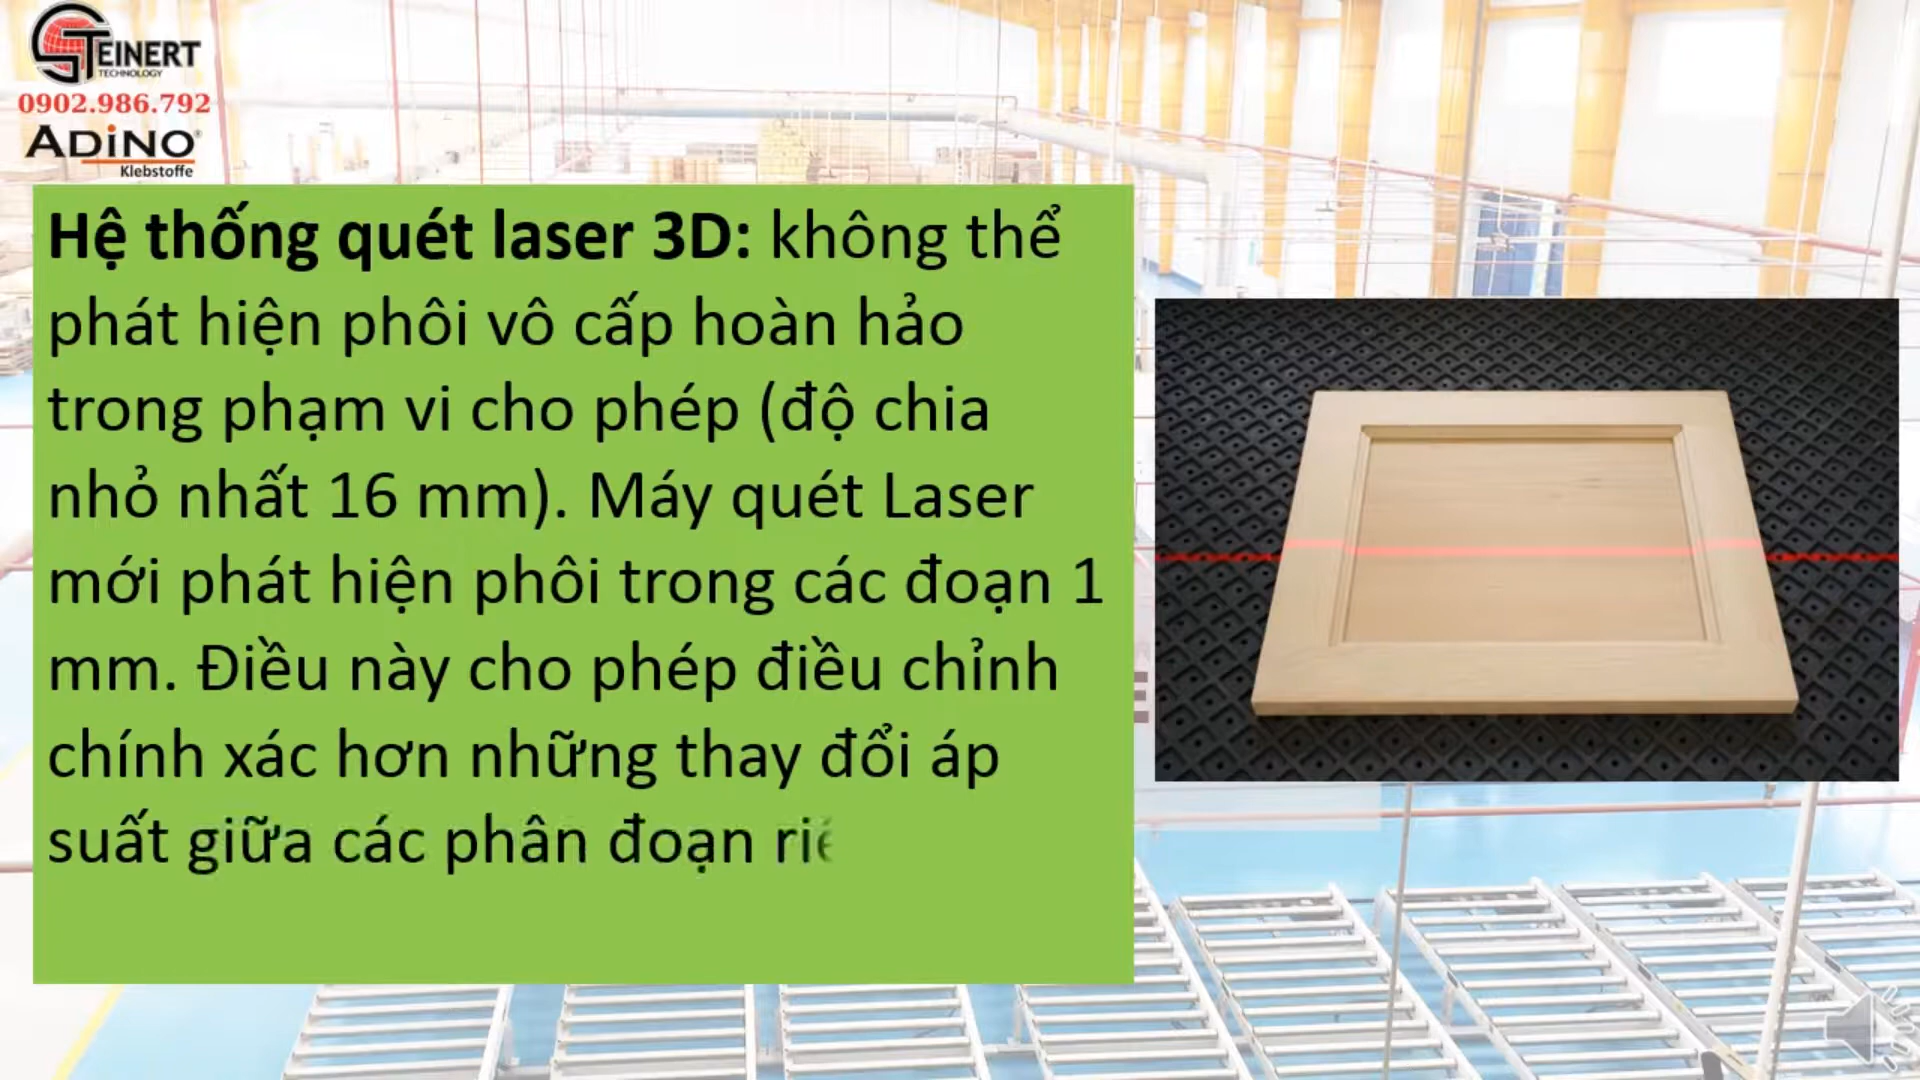 STEINERT
TECHNOLOGY
0902.986.792
ADiNO®
Klebstoffe
Hệ thống quét laser 3D: không thể
phát hiện phôi vô cấp hoàn hảo
trong phạm vi cho phép (độ chia
nhỏ nhất 16 mm). Máy quét Laser
mới phát hiện phôi trong các đoạn 1
mm. Điều này cho phép điều chỉnh
chính xác hơn những thay đổi áp
suất giữa các phân đoạn